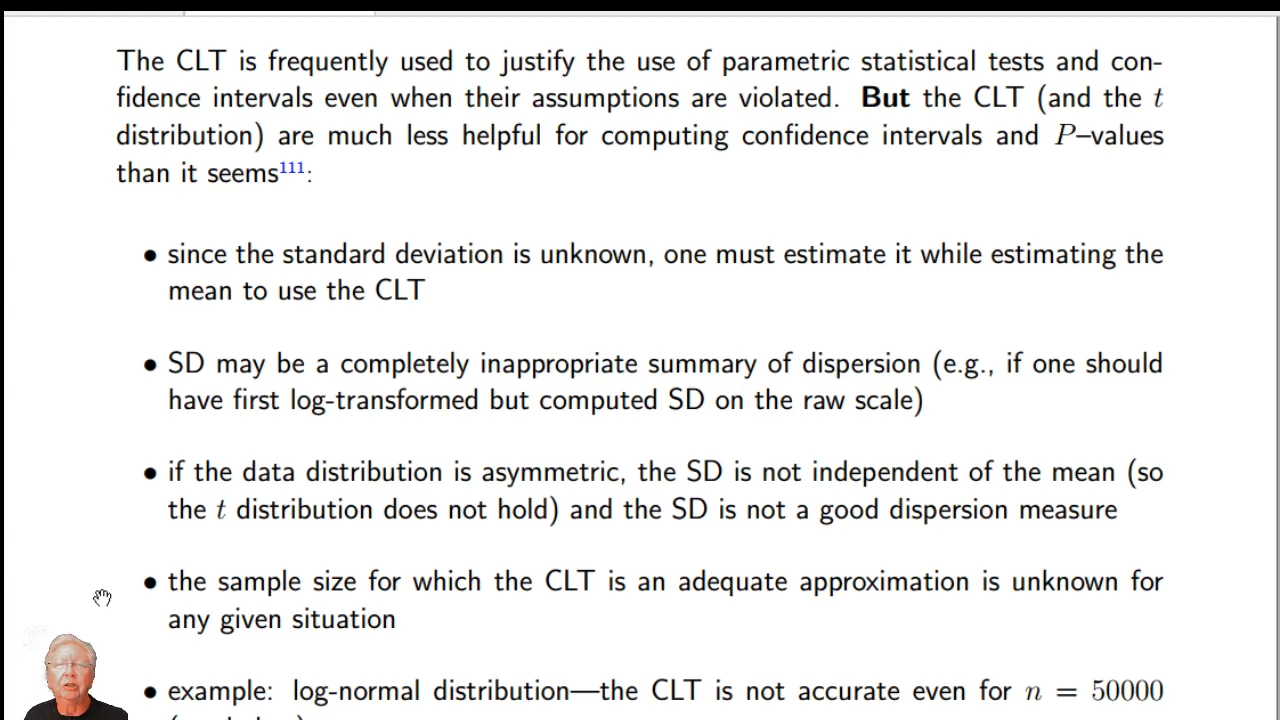 The CLT is frequently used to justify the use of parametric statistical tests and con-
fidence intervals even when their assumptions are violated. But the CLT (and the t
distribution) are much less helpful for computing confidence intervals and P–values
than it seems111:
• since the standard deviation is unknown, one must estimate it while estimating the
mean to use the CLT
• SD may be a completely inappropriate summary of dispersion (e.g., if one should
have first log-transformed but computed SD on the raw scale)
• if the data distribution is asymmetric, the SD is not independent of the mean (so
the t distribution does not hold) and the SD is not a good dispersion measure
• the sample size for which the CLT is an adequate approximation is unknown for
any given situation
• example: log-normal distribution—the CLT is not accurate even for n = 50000